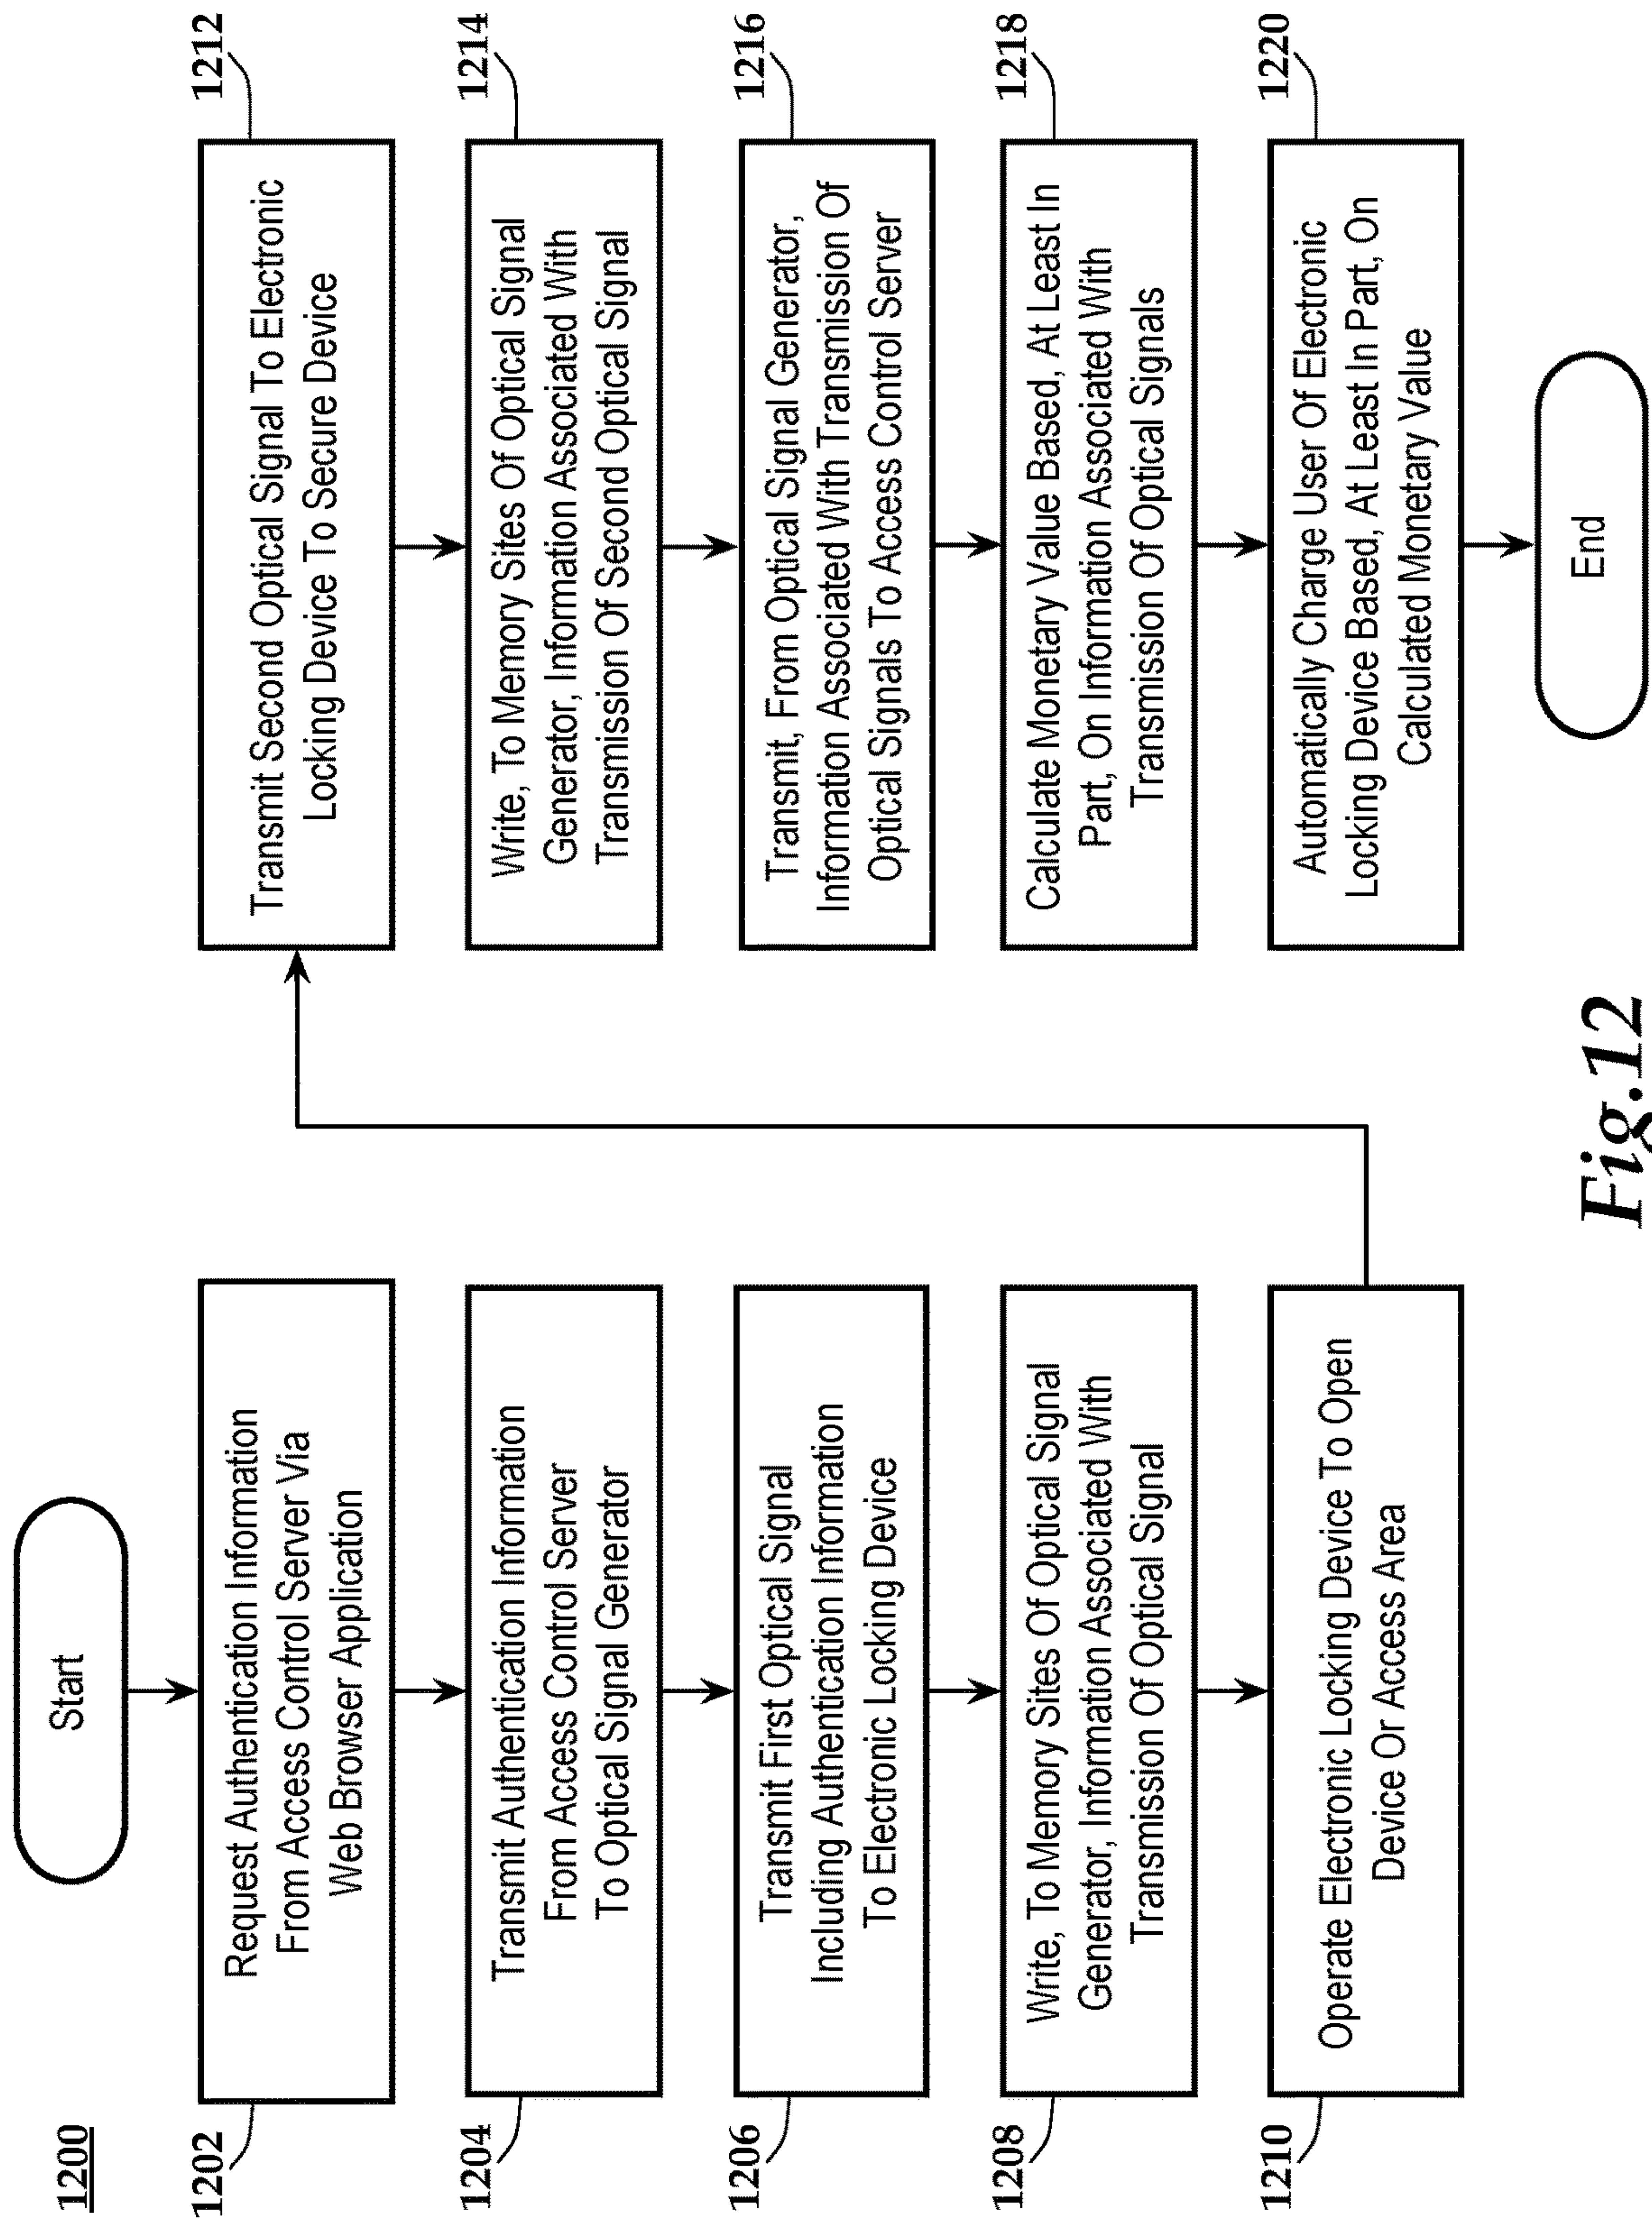 1200
Start
1202
Request Authentication Information
From Access Control Server Via
Web Browser Application
1204
Transmit Authentication Information
From Access Control Server
To Optical Signal Generator
1206
Transmit First Optical Signal
Including Authentication Information
To Electronic Locking Device
1208
Write, To Memory Sites Of Optical Signal
Generator, Information Associated With
Transmission Of Optical Signal
1210
Operate Electronic Locking Device To Open
Device Or Access Area
1212
Transmit Second Optical Signal To Electronic
Locking Device To Secure Device
1214
Write, To Memory Sites Of Optical Signal
Generator, Information Associated With
Transmission Of Second Optical Signal
1216
Transmit, From Optical Signal Generator,
Information Associated With Transmission Of
Optical Signals To Access Control Server
1218
Calculate Monetary Value Based, At Least In
Part, On Information Associated With
Transmission Of Optical Signals
1220
Automatically Charge User Of Electronic
Locking Device Based, At Least In Part, On
Calculated Monetary Value
End
Fig.12